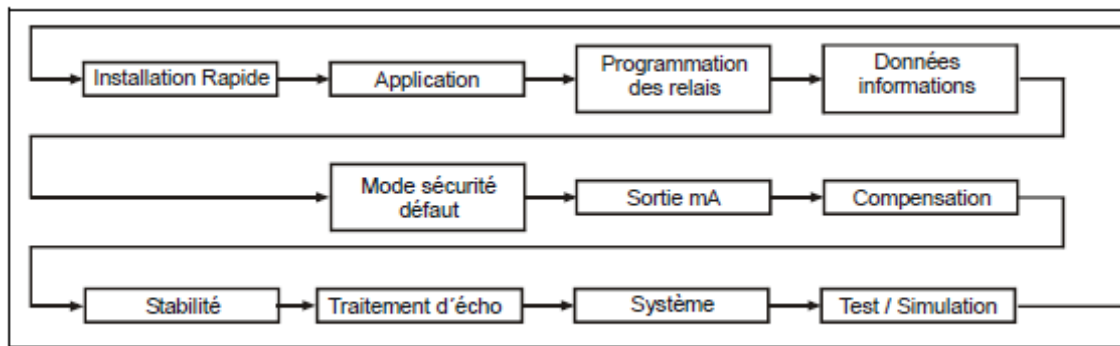 Installation Rapide
Application
Programmation
des relais
Données
informations
Mode sécurité
défaut
Sortie mA
Compensation
Stabilité
Traitement d´écho
Système
Test / Simulation